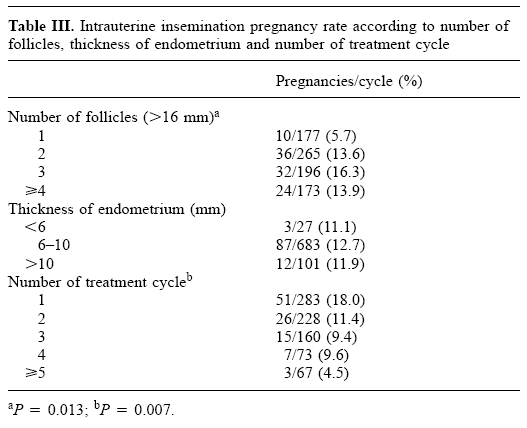 Table III. Intrauterine insemination pregnancy rate according to number of
follicles, thickness of endometrium and number of treatment cycle
Pregnancies/cycle (%)
Number of follicles (>16 mm)ᵃ
1 10/177 (5.7)
2 36/265 (13.6)
3 32/196 (16.3)
⩾4 24/173 (13.9)
Thickness of endometrium (mm)
<6 3/27 (11.1)
6–10 87/683 (12.7)
>10 12/101 (11.9)
Number of treatment cycleᵇ
1 51/283 (18.0)
2 26/228 (11.4)
3 15/160 (9.4)
4 7/73 (9.6)
⩾5 3/67 (4.5)
ᵃP = 0.013; ᵇP = 0.007.